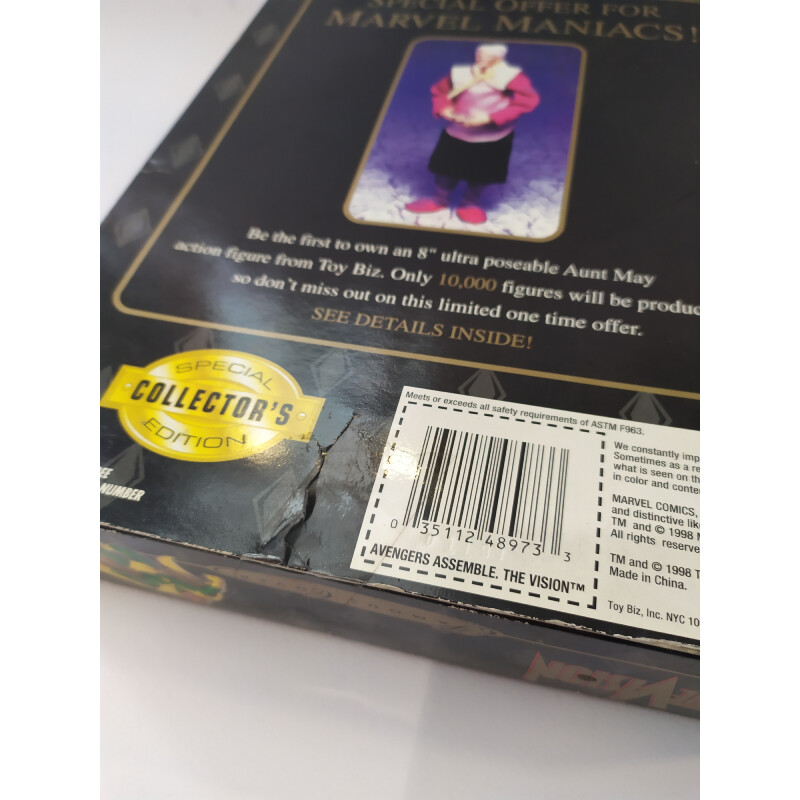 SPECIAL OFFER FOR
MARVEL MANIACS!
Be the first to own an 8" ultra poseable Aunt May
action figure from Toy Biz. Only 10,000 figures will be produc
so don't miss out on this limited one time offer.
SEE DETAILS INSIDE!
SPECIAL
COLLECTOR'S
EDITION
EE
NUMBER
Meets or exceeds all safety requirements of ASTM F963.
0 35112 48973 3
AVENGERS ASSEMBLE. THE VISION™
We constantly imp
Sometimes as a re
what is seen on th
in color and conte
MARVEL COMICS,
and distinctive lik
TM and © 1998 M
All rights reserve
TM and © 1998 T
Made in China.
Toy Biz, Inc. NYC 10
VISION